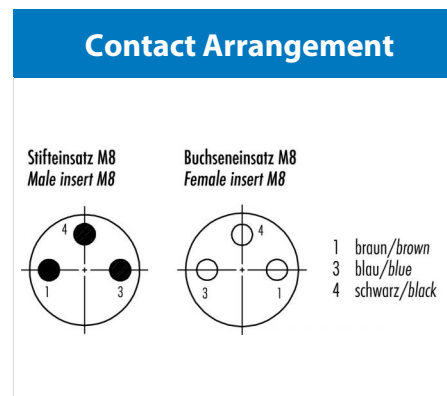 Contact Arrangement
Stifteinsatz M8
Male insert M8
4
1
3
Buchseneinsatz M8
Female insert M8
4
3
1
1 braun/brown
3 blau/blue
4 schwarz/black